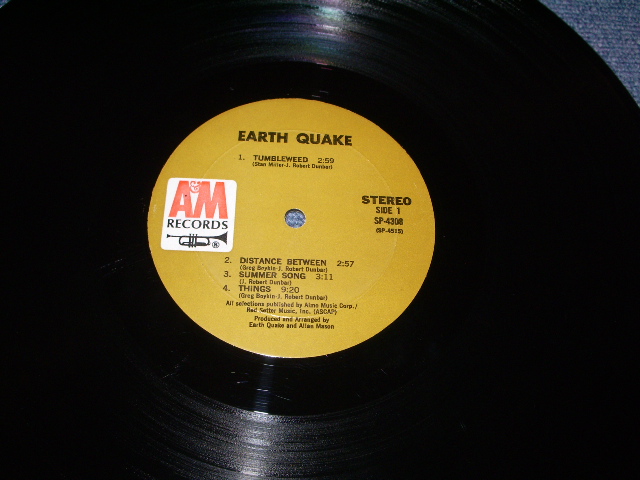 EARTH QUAKE
1. TUMBLEWEED 2:59
(Stan Miller-J. Robert Dunbar)
A&M
RECORDS
®
STEREO
SIDE 1
SP-4308
(SP-4515)
2. DISTANCE BETWEEN 2:57
(Greg Boykin-J. Robert Dunbar)
3. SUMMER SONG 3:11
(J. Robert Dunbar)
4. THINGS 9:20
(Greg Boykin-J. Robert Dunbar)
All selections published by Almo Music Corp./
Red Setter Music, Inc. (ASCAP)
Produced and Arranged by
Earth Quake and Allan Mason